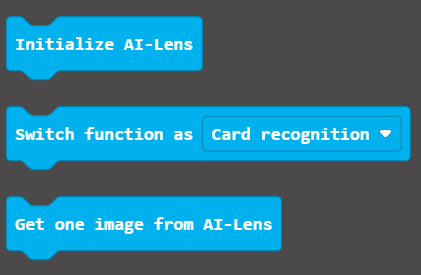 Initialize AI-Lens
Switch function as Card recognition
Get one image from AI-Lens